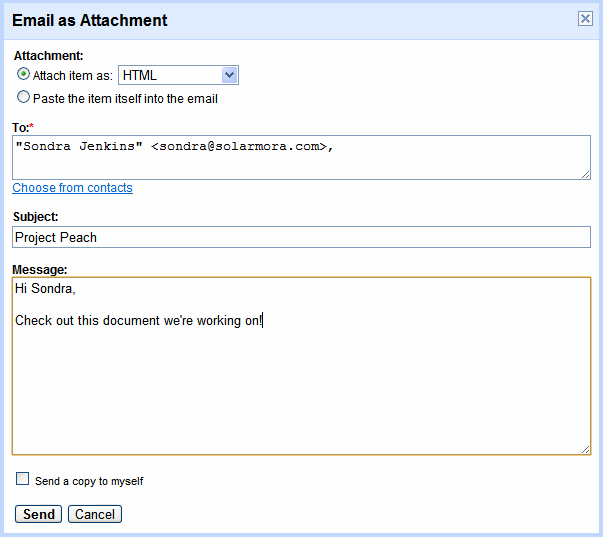 Email as Attachment
Attachment:
Attach item as: HTML
Paste the item itself into the email
To:*
"Sondra Jenkins" <sondra@solarmora.com>,
Choose from contacts
Subject:
Project Peach
Message:
Hi Sondra,
Check out this document we're working on!
Send a copy to myself
Send Cancel